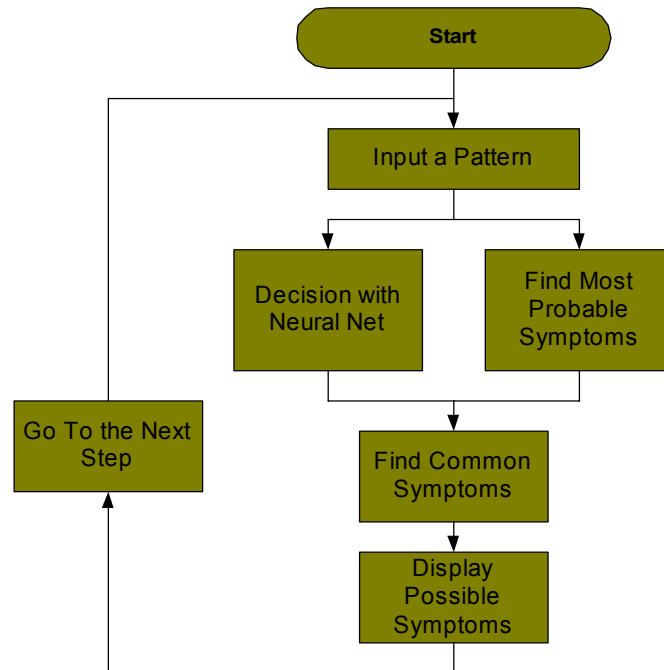 Start
Input a Pattern
Decision with
Neural Net
Find Most
Probable
Symptoms
Go To the Next
Step
Find Common
Symptoms
Display
Possible
Symptoms